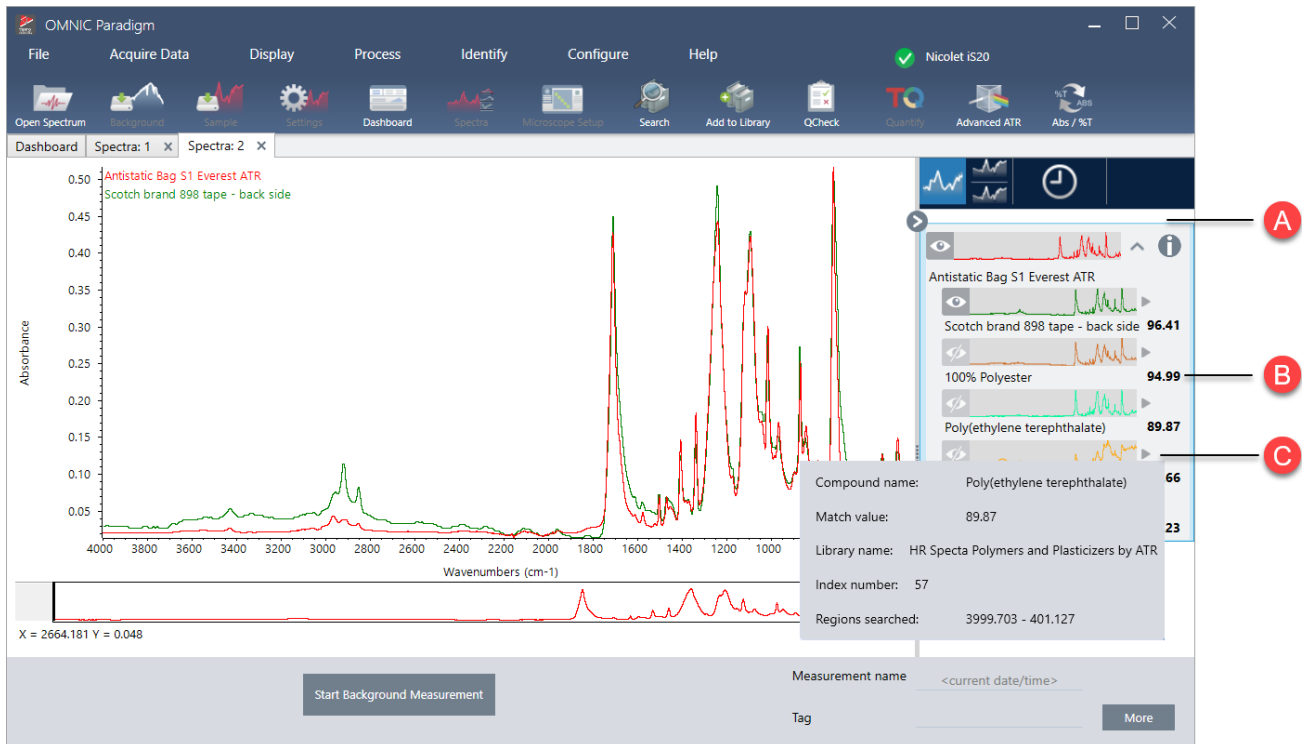 OMNIC Paradigm
File Acquire Data Display Process Identify Configure Help Nicolet iS20
Open Spectrum Background Sample Settings Dashboard Spectra Microscope Setup Search Add to Library QCheck Quantify Advanced ATR Abs / %T
%T ABS
TQ
Dashboard Spectra: 1 Spectra: 2
Antistatic Bag S1 Everest ATR
Scotch brand 898 tape - back side
Absorbance
0.50
0.45
0.40
0.35
0.30
0.25
0.20
0.15
0.10
0.05
4000 3800 3600 3400 3200 3000 2800 2600 2400 2200 2000 1800 1600 1400 1200 1000
Wavenumbers (cm-1)
X = 2664.181 Y = 0.048
A
Antistatic Bag S1 Everest ATR
Scotch brand 898 tape - back side 96.41
100% Polyester 94.99
B
Poly(ethylene terephthalate) 89.87
C
66
23
Compound name: Poly(ethylene terephthalate)
Match value: 89.87
Library name: HR Specta Polymers and Plasticizers by ATR
Index number: 57
Regions searched: 3999.703 - 401.127
Start Background Measurement
Measurement name <current date/time>
Tag
More